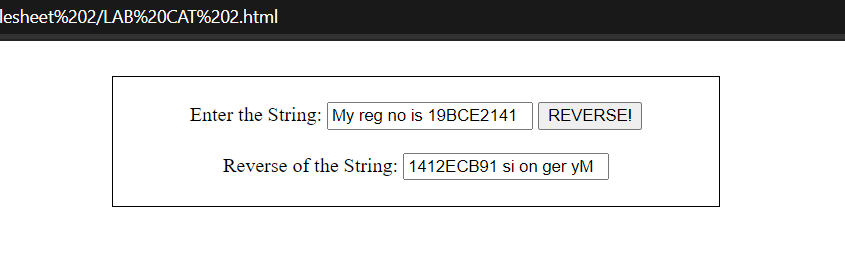 lesheet%202/LAB%20CAT%202.html
Enter the String: My reg no is 19BCE2141 REVERSE!
Reverse of the String: 1412ECB91 si on ger yM